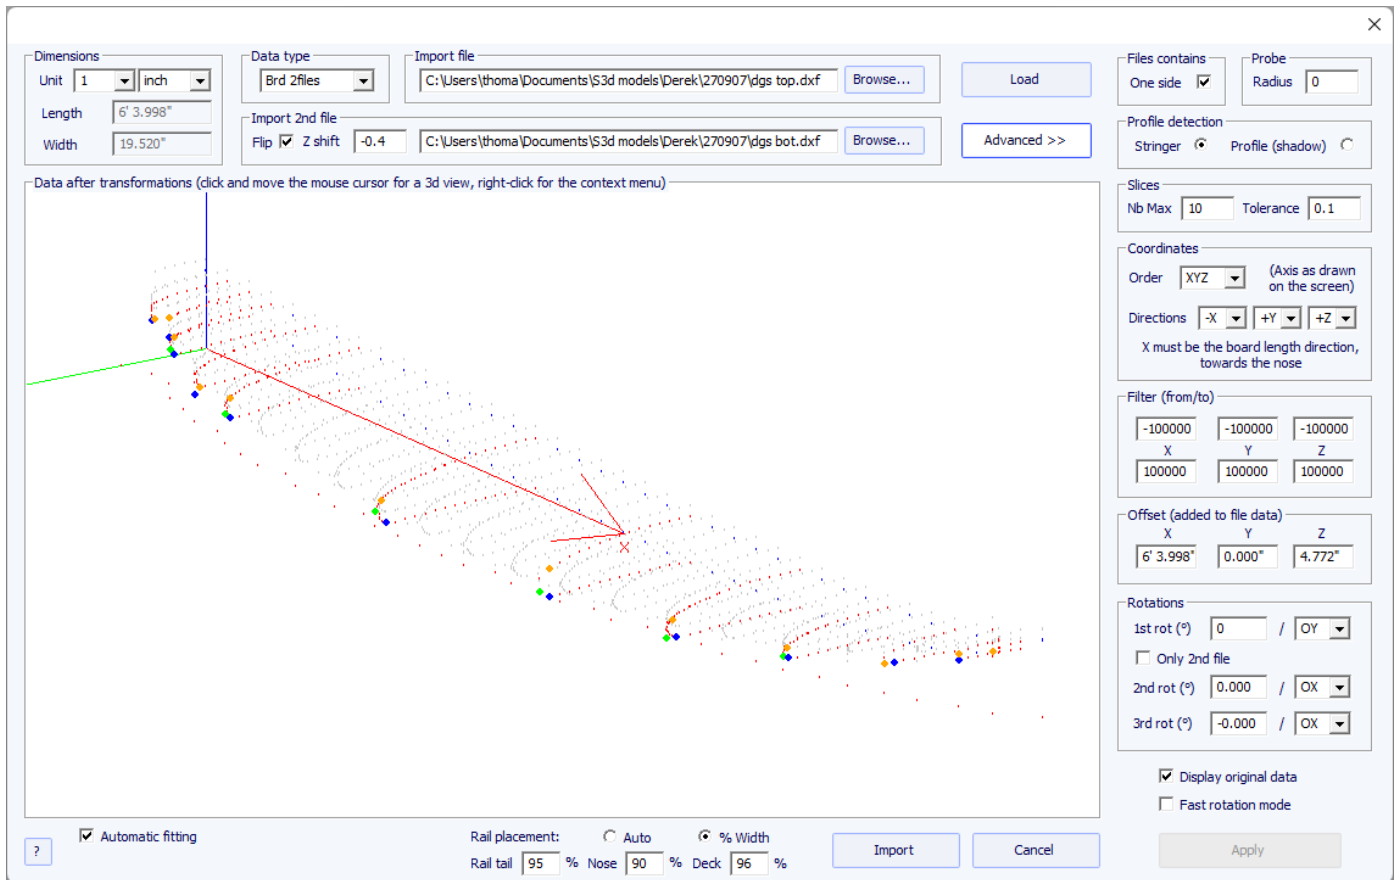 Dimensions
Unit 1 inch
Length 6' 3.998"
Width 19.520"
Data type
Brd 2files
Import file
C:\Users\thoma\Documents\S3d models\Derek\270907\dgs top.dxf Browse...
Load
Import 2nd file
Flip Z shift -0.4 C:\Users\thoma\Documents\S3d models\Derek\270907\dgs bot.dxf Browse...
Advanced >>
Data after transformations (click and move the mouse cursor for a 3d view, right-click for the context menu)
X
Files contains
One side
Probe
Radius 0
Profile detection
Stringer Profile (shadow)
Slices
Nb Max 10 Tolerance 0.1
Coordinates
Order XYZ (Axis as drawn
on the screen)
Directions -X +Y +Z
X must be the board length direction,
towards the nose
Filter (from/to)
-100000 -100000 -100000
X Y Z
100000 100000 100000
Offset (added to file data)
X Y Z
6' 3.998" 0.000" 4.772"
Rotations
1st rot (°) 0 / OY
Only 2nd file
2nd rot (°) 0.000 / OX
3rd rot (°) -0.000 / OX
Display original data
Fast rotation mode
? Automatic fitting
Rail placement: Auto % Width
Rail tail 95 % Nose 90 % Deck 96 %
Import Cancel Apply